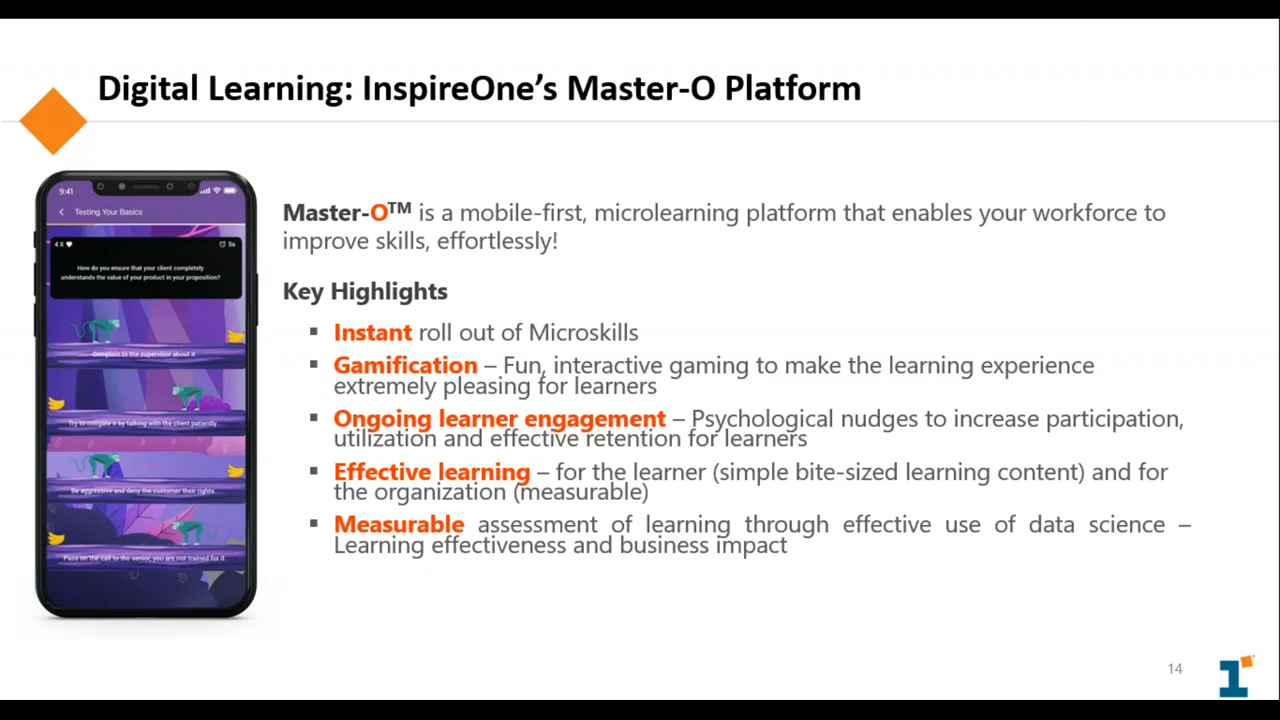 Digital Learning: InspireOne's Master-O Platform
9:41
Testing Your Basics
4 X
5s
How do you ensure that your client completely
understands the value of your product in your proposition?
Complain to the supervisor about it
Try to mitigate it by talking with the client patiently
Be aggressive and deny the customer their rights
Pass on the call to the senior, you are not trained for it
Master-O™ is a mobile-first, microlearning platform that enables your workforce to
improve skills, effortlessly!
Key Highlights
▪ Instant roll out of Microskills
▪ Gamification – Fun, interactive gaming to make the learning experience
extremely pleasing for learners
▪ Ongoing learner engagement – Psychological nudges to increase participation,
utilization and effective retention for learners
▪ Effective learning – for the learner (simple bite-sized learning content) and for
the organization (measurable)
▪ Measurable assessment of learning through effective use of data science –
Learning effectiveness and business impact
14
1